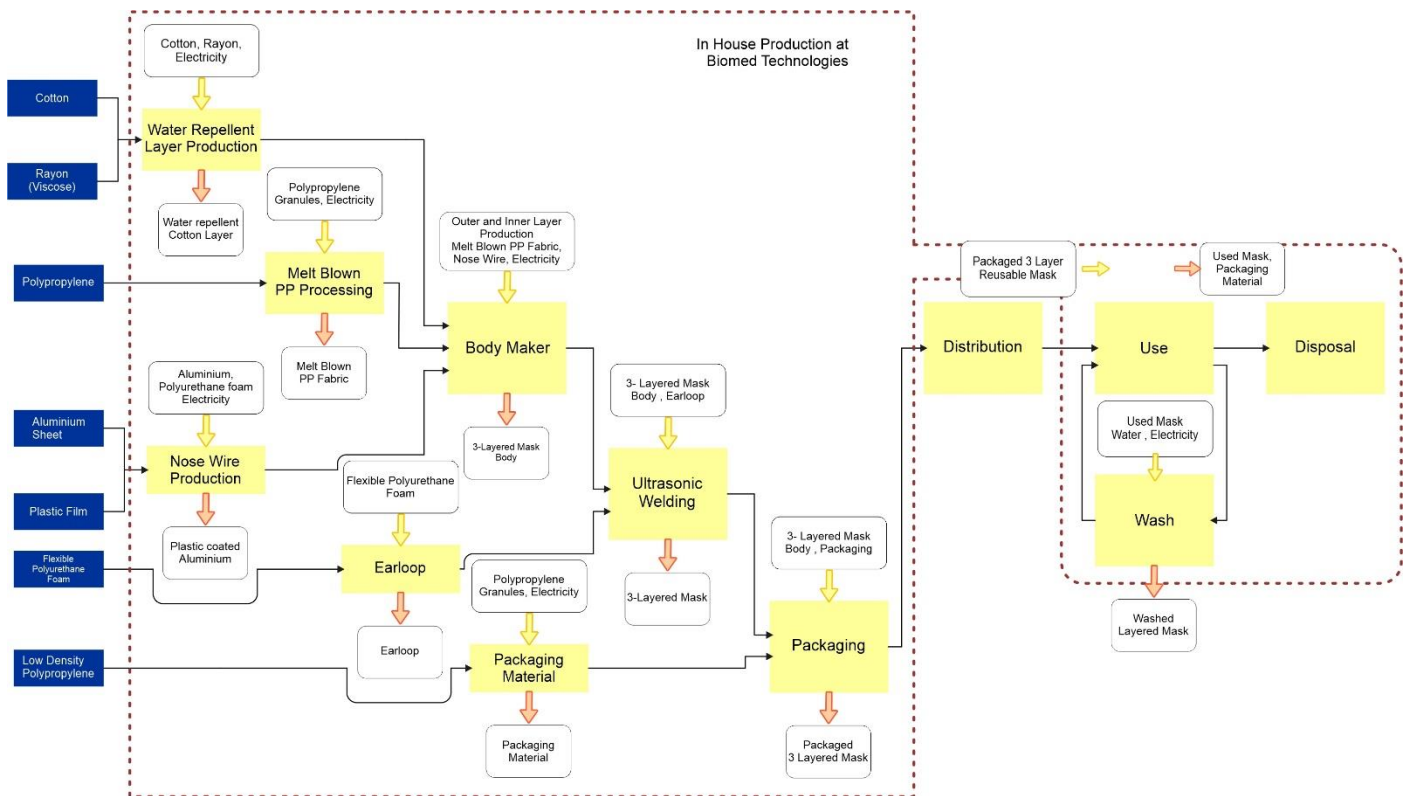 In House Production at
Biomed Technologies
Cotton, Rayon,
Electricity
Cotton
Water Repellent
Layer Production
Rayon
(Viscose)
Water repellent
Cotton Layer
Polypropylene
Granules, Electricity
Polypropylene
Melt Blown
PP Processing
Melt Blown
PP Fabric
Outer and Inner Layer
Production
Melt Blown PP Fabric,
Nose Wire, Electricity
Body Maker
3-Layered Mask
Body
Aluminium,
Polyurethane foam
Electricity
Aluminium
Sheet
Nose Wire
Production
Plastic Film
Plastic coated
Aluminium
Flexible
Polyurethane
Foam
Flexible Polyurethane
Foam
Earloop
Earloop
3- Layered Mask
Body , Earloop
Ultrasonic
Welding
3-Layered Mask
Low Density
Polypropylene
Polypropylene
Granules, Electricity
Packaging
Material
Packaging
Material
3- Layered Mask
Body , Packaging
Packaging
Packaged
3 Layered Mask
Distribution
Packaged 3 Layer
Reusable Mask
Used Mask,
Packaging
Material
Use
Disposal
Used Mask
Water , Electricity
Wash
Washed
Layered Mask